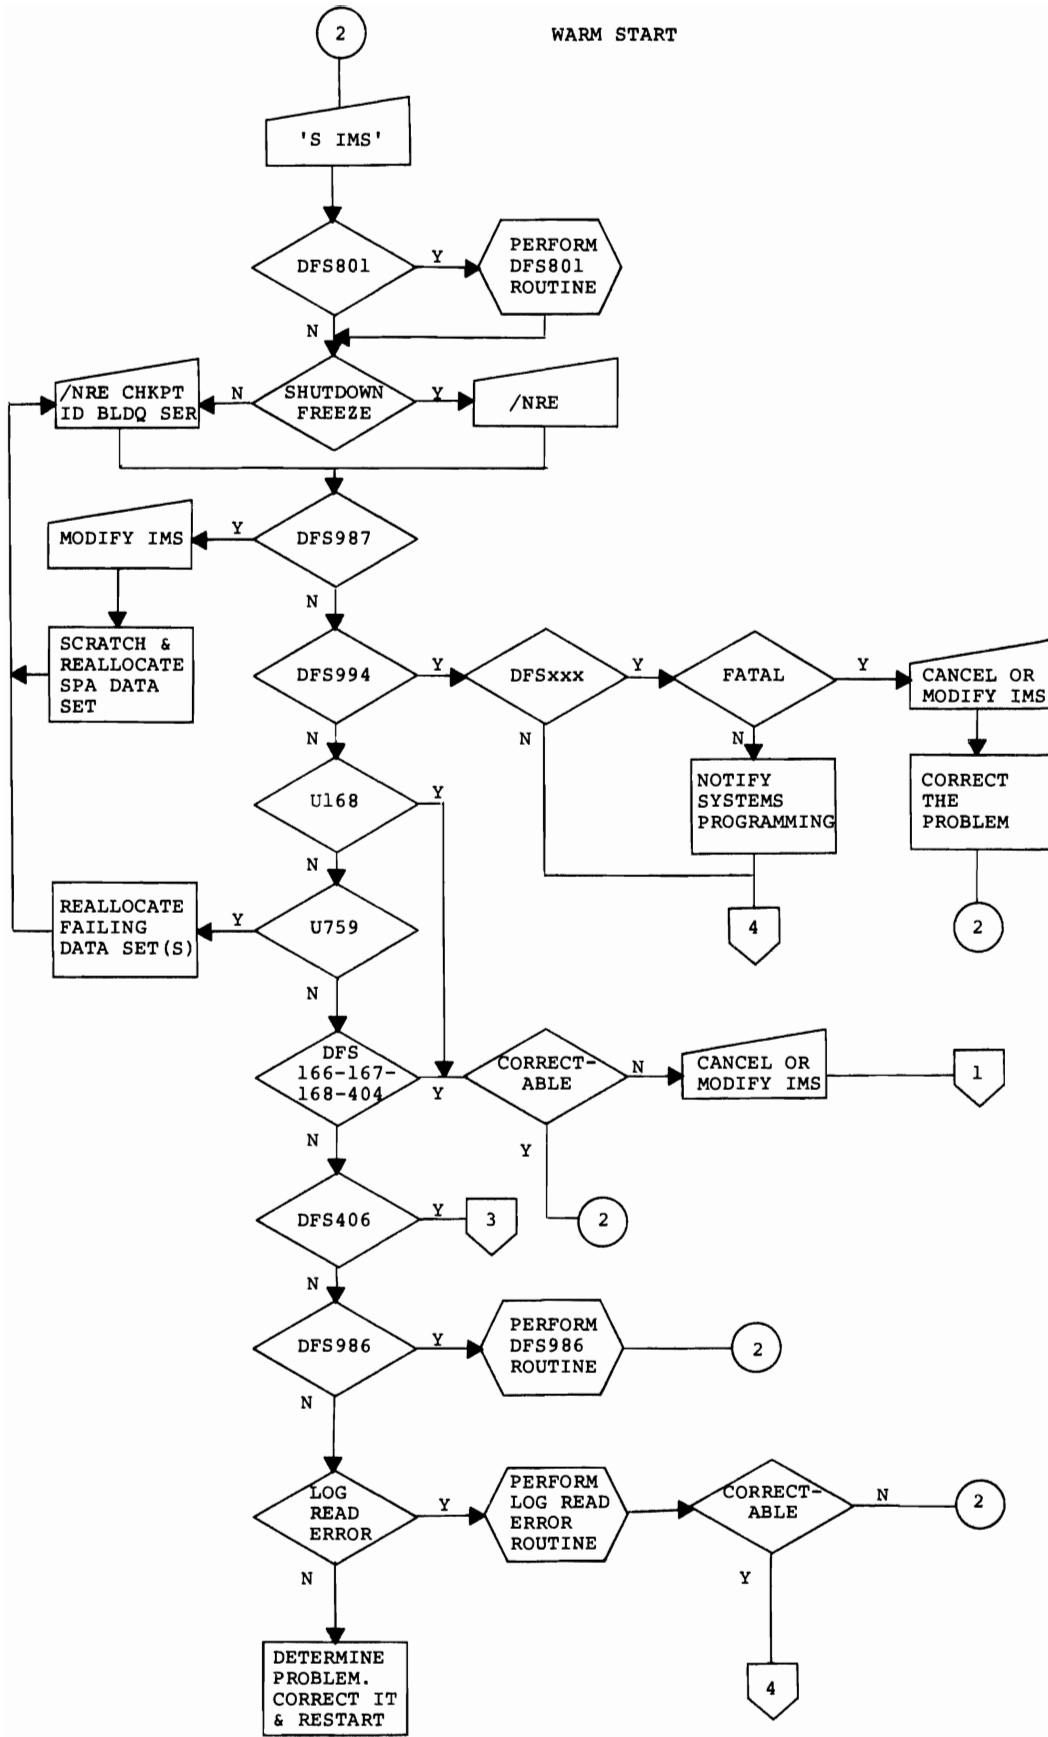 2
WARM START
'S IMS'
DFS801
Y
PERFORM
DFS801
ROUTINE
N
/NRE CHKPT
ID BLDQ SER
N
SHUTDOWN
FREEZE
Y
/NRE
MODIFY IMS
Y
DFS987
N
SCRATCH &
REALLOCATE
SPA DATA
SET
DFS994
Y
DFSxxx
Y
FATAL
Y
CANCEL OR
MODIFY IMS
N
N
N
U168
Y
NOTIFY
SYSTEMS
PROGRAMMING
CORRECT
THE
PROBLEM
N
REALLOCATE
FAILING
DATA SET(S)
Y
U759
4
2
N
DFS
166-167-
168-404
Y
CORRECT-
ABLE
N
CANCEL OR
MODIFY IMS
1
N
Y
DFS406
Y
3
2
N
DFS986
Y
PERFORM
DFS986
ROUTINE
2
N
LOG
READ
ERROR
Y
PERFORM
LOG READ
ERROR
ROUTINE
CORRECT-
ABLE
N
2
N
Y
DETERMINE
PROBLEM.
CORRECT IT
& RESTART
4